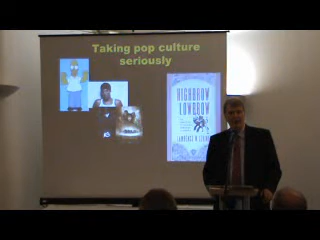 Taking pop culture
seriously
HIGHBROW
LOWBROW
LAWRENCE W. LEVINE